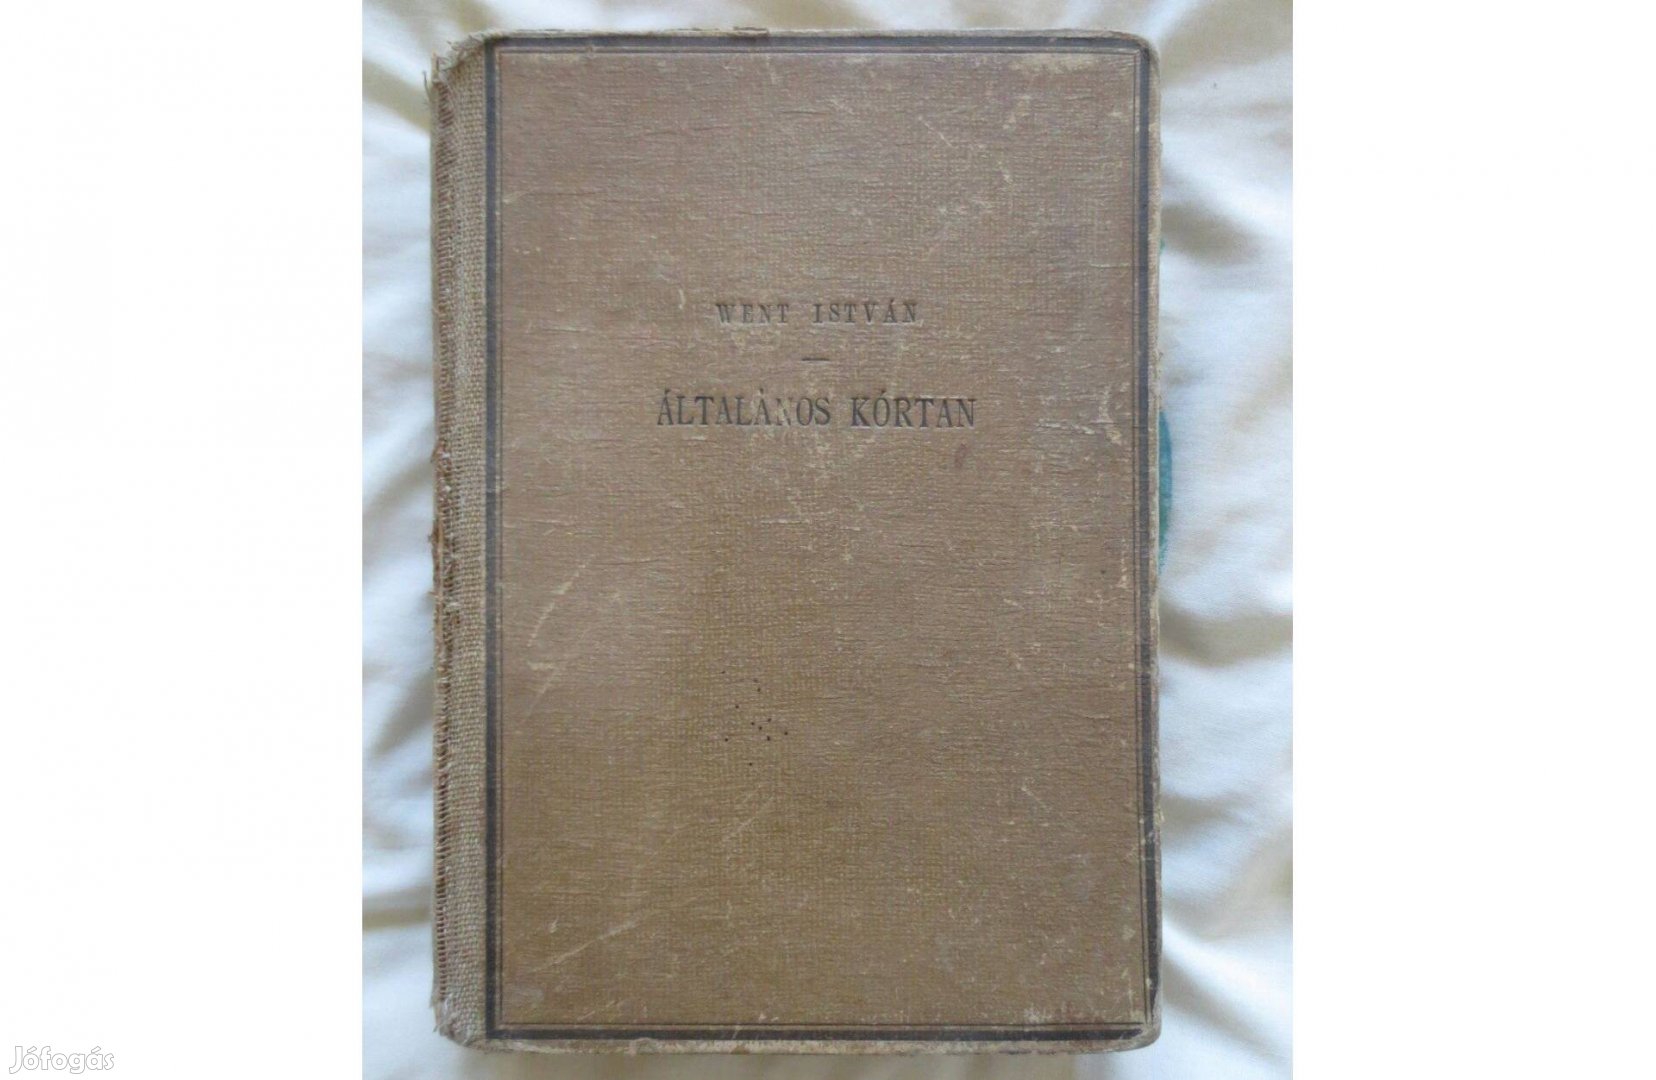 WENT ISTVÁN
ÁLTALÁNOS KÓRTAN
Jófogás